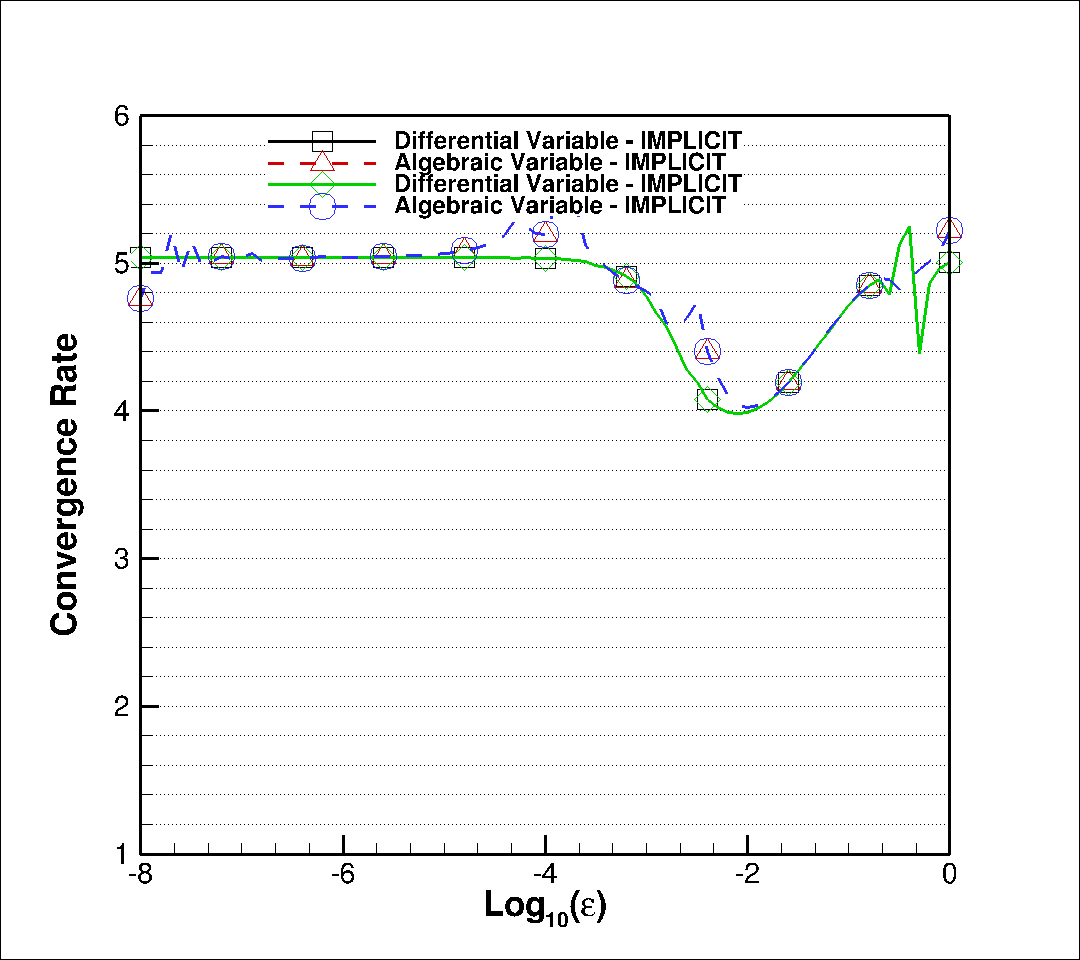 6
Differential Variable - IMPLICIT
Algebraic Variable - IMPLICIT
Differential Variable - IMPLICIT
Algebraic Variable - IMPLICIT
5
4
3
2
1
Convergence Rate
-8 -6 -4 -2 0
Log10(ε)